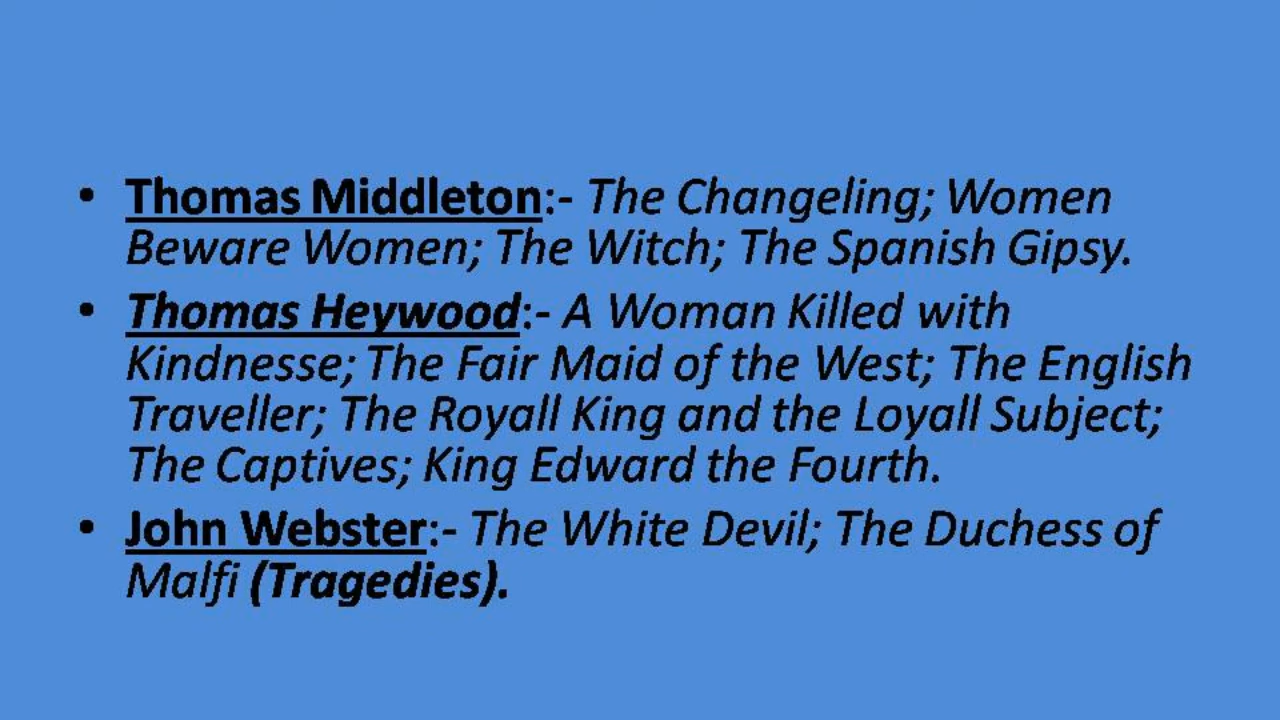 • Thomas Middleton:- The Changeling; Women
Beware Women; The Witch; The Spanish Gipsy.
• Thomas Heywood:- A Woman Killed with
Kindnesse; The Fair Maid of the West; The English
Traveller; The Royall King and the Loyall Subject;
The Captives; King Edward the Fourth.
• John Webster:- The White Devil; The Duchess of
Malfi (Tragedies).